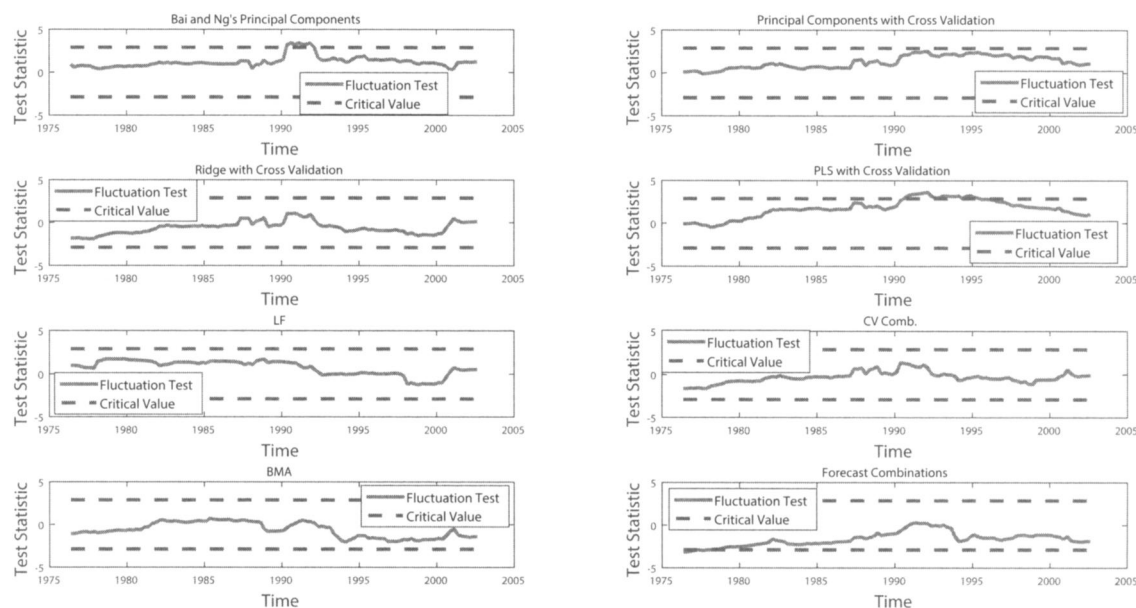 Bai and Ng's Principal Components
5
0
-5
Test Statistic
Fluctuation Test
Critical Value
1975 1980 1985 1990 1995 2000 2005
Time
Principal Components with Cross Validation
5
0
-5
Test Statistic
Fluctuation Test
Critical Value
1975 1980 1985 1990 1995 2000 2005
Time
Ridge with Cross Validation
5
0
-5
Test Statistic
Fluctuation Test
Critical Value
1975 1980 1985 1990 1995 2000 2005
Time
PLS with Cross Validation
5
0
-5
Test Statistic
Fluctuation Test
Critical Value
1975 1980 1985 1990 1995 2000 2005
Time
LF
5
0
-5
Test Statistic
Fluctuation Test
Critical Value
1975 1980 1985 1990 1995 2000 2005
Time
CV Comb.
5
0
-5
Test Statistic
Fluctuation Test
Critical Value
1975 1980 1985 1990 1995 2000 2005
Time
BMA
5
0
-5
Test Statistic
Fluctuation Test
Critical Value
1975 1980 1985 1990 1995 2000 2005
Time
Forecast Combinations
5
0
-5
Test Statistic
Fluctuation Test
Critical Value
1975 1980 1985 1990 1995 2000 2005
Time